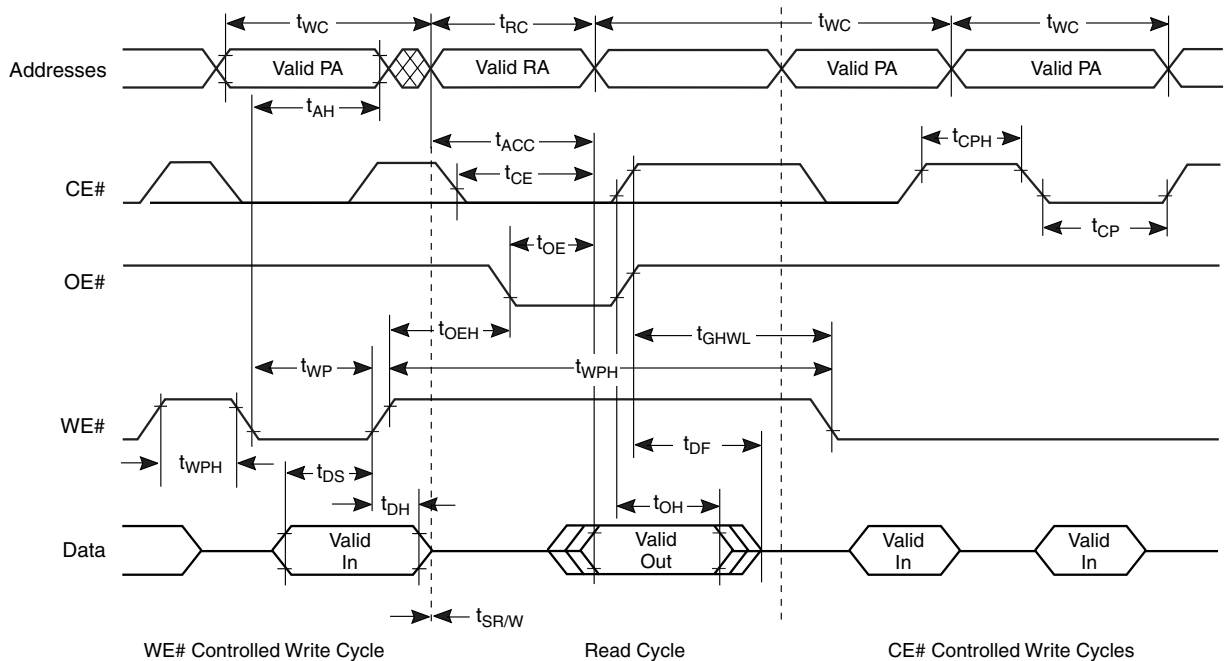 tWC tRC tWC tWC
Addresses Valid PA Valid RA Valid PA Valid PA
tAH
tACC tCPH
CE# tCE
tOE tCP
OE#
tOEH tGHWL
tWP tWPH
WE#
tWPH tDS tDF
tDH tOH
Data Valid In Valid Out Valid In Valid In
tSR/W
WE# Controlled Write Cycle Read Cycle CE# Controlled Write Cycles